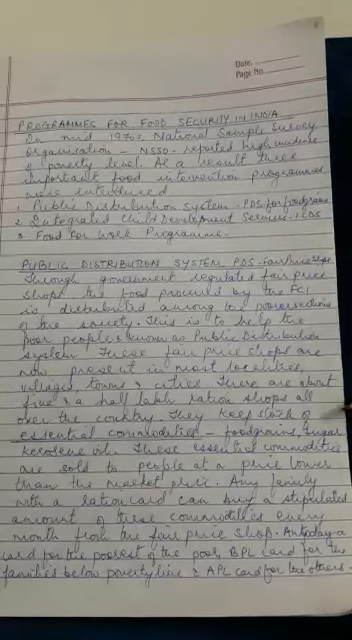 Date.
Page No.
PROGRAMMES FOR FOOD SECURITY IN INDIA
In mid 1970s, National Sample Survey
Organisation - NSSO - reported high incidence
of poverty level. As a result three
important food intervention programmes
were introduced
1. Public Distribution System - PDS for foodgrains
2. Integrated Child Development Services - ICDS
3. Food For Work Programme.
PUBLIC DISTRIBUTION SYSTEM PDS - Fair Price Shops
Through government regulated fair price
shops the food procured by the FCI
is distributed among the poor sections
of the society. This is to help the
poor people & known as Public Distribution
System. These fair price shops are
now present in most localities,
villages, towns & cities. There are about
five & a half lakh ration shops all
over the country. They keep stock of
essential commodities - foodgrains, sugar
kerosene oil. These essential commodities
are sold to people at a price lower
than the market price. Any family
with a ration card can buy a stipulated
amount of these commodities every
month from the fair price shop. Antodaya
card for the poorest of the poor, BPL card for the
families below poverty line & APL card for the others.